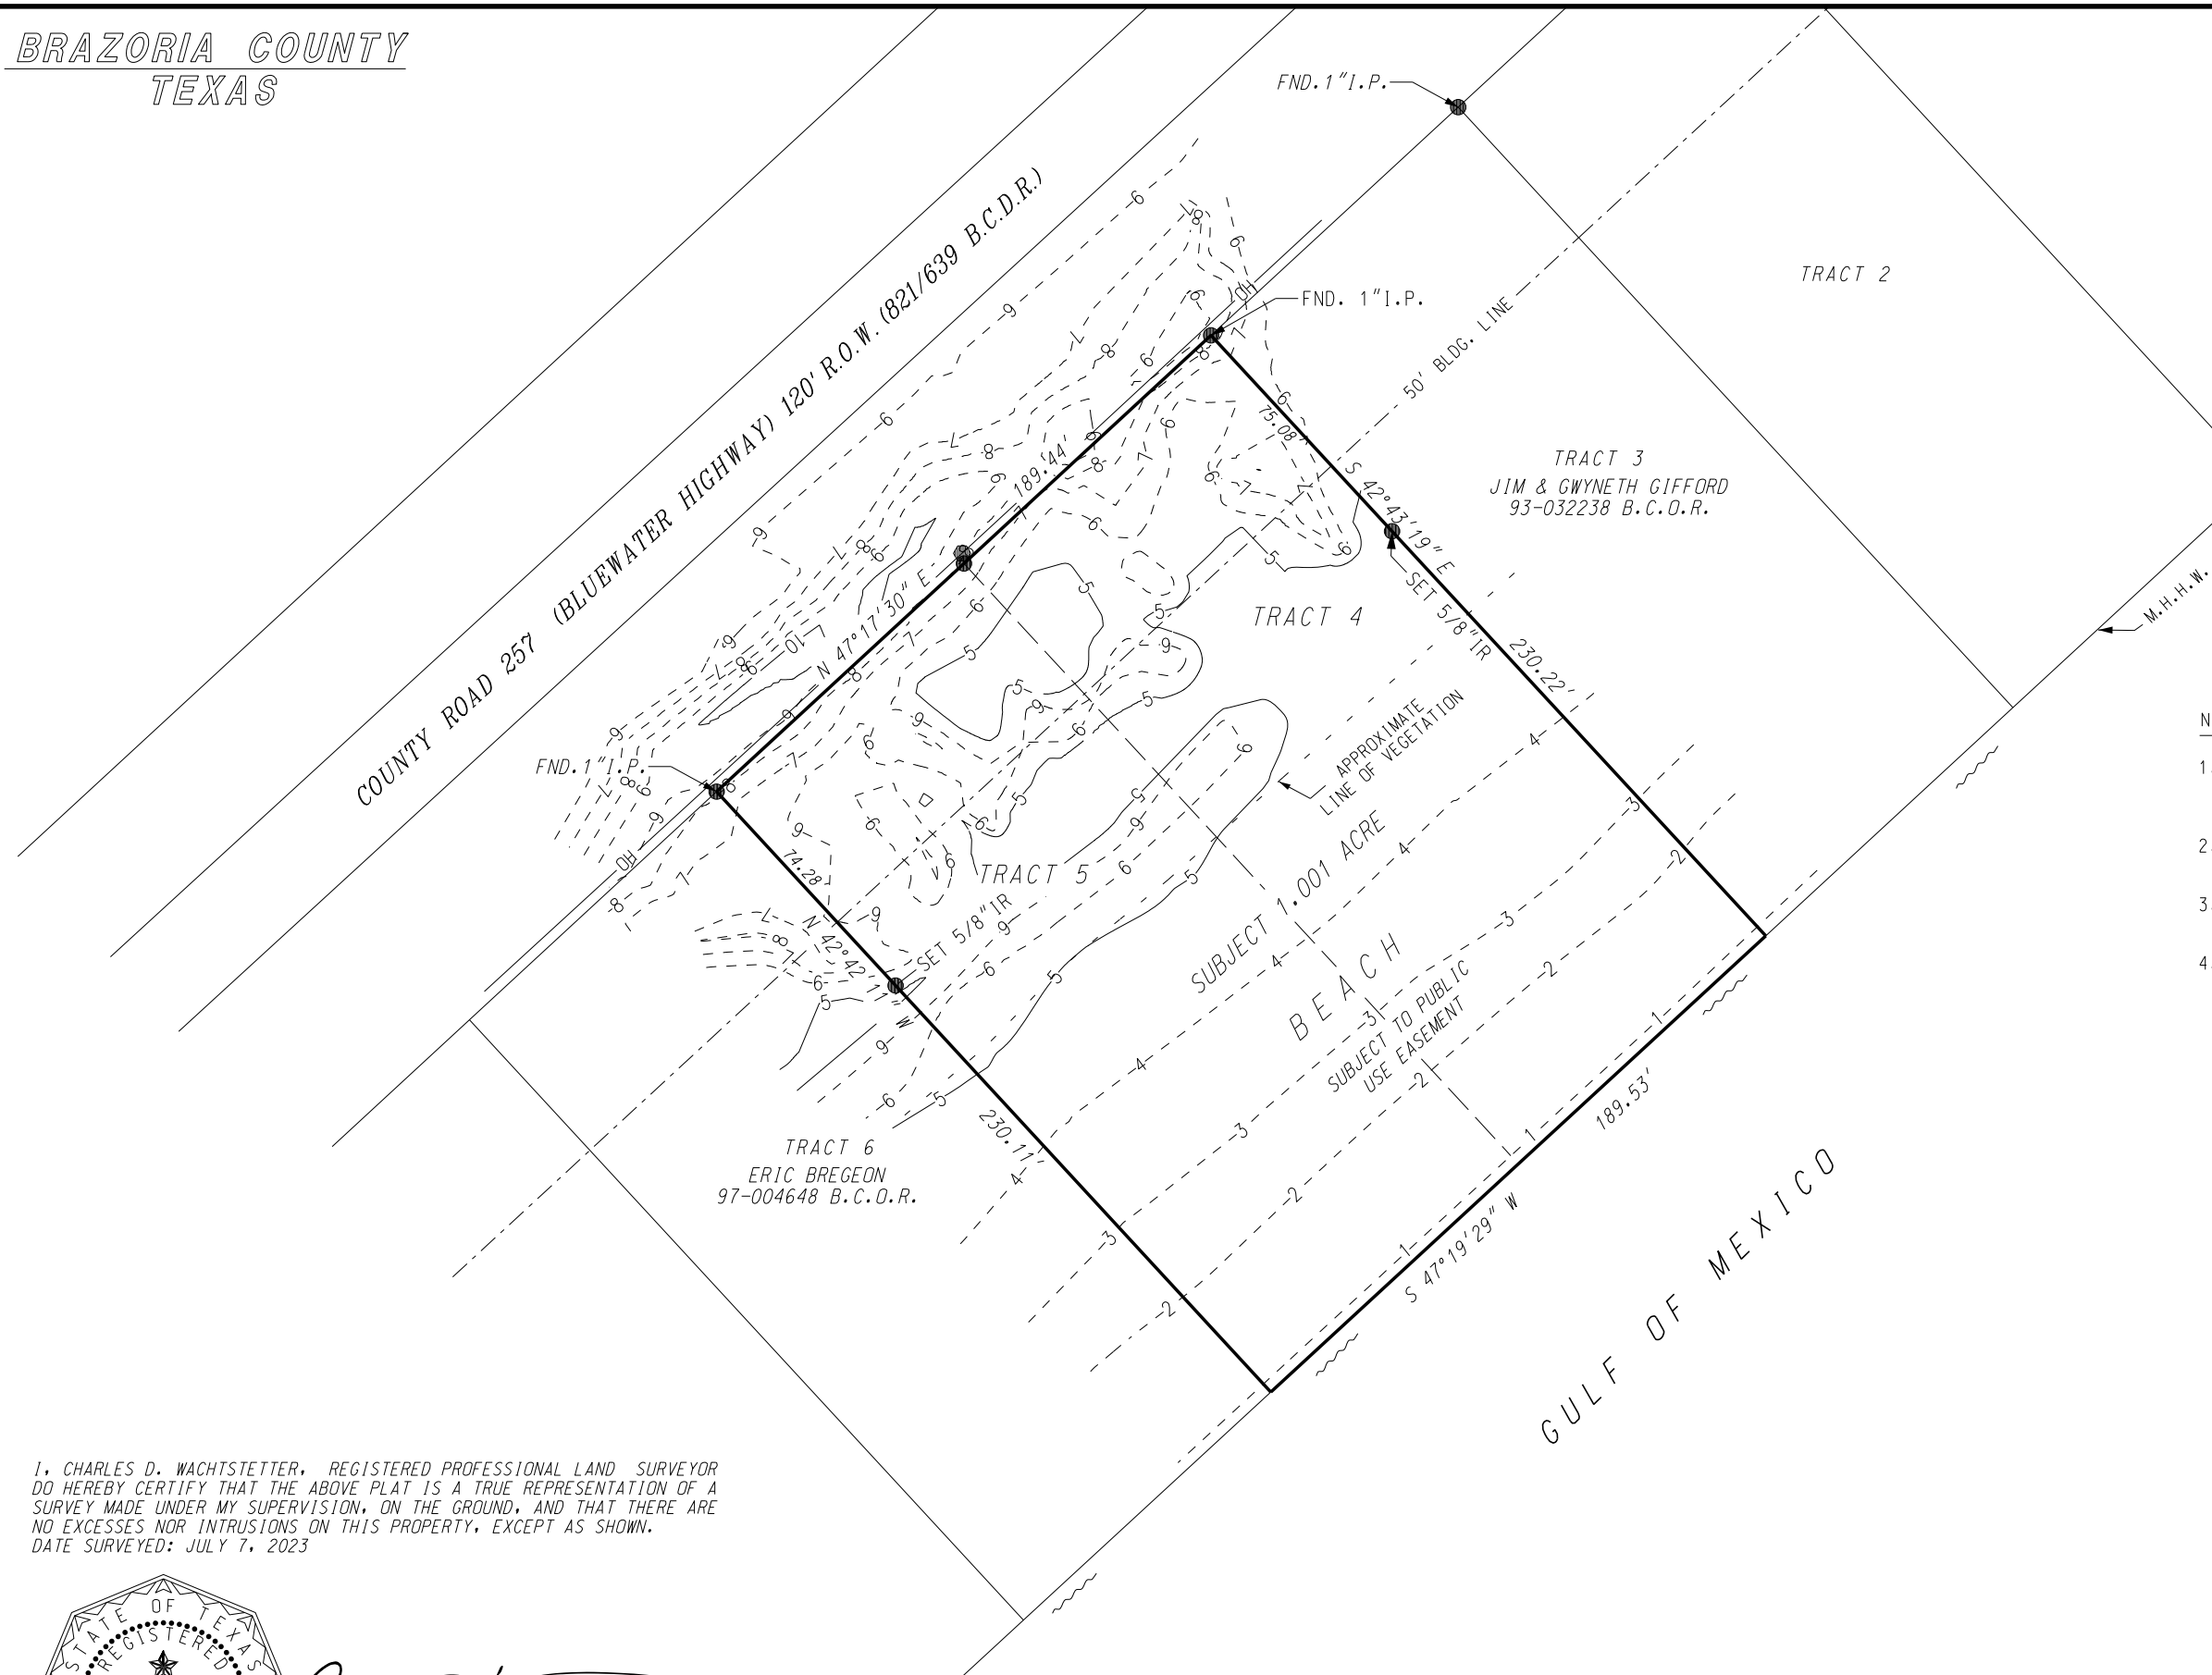 BRAZORIA COUNTY
TEXAS
FND.1"I.P.
COUNTY ROAD 257 (BLUEWATER HIGHWAY) 120' R.O.W.(821/639 B.C.D.R.)
TRACT 2
FND. 1"I.P.
50' BLDG. LINE
OH
75.08'
S 42°43'19" E
189.44'
N 47°17'30" E
TRACT 3
JIM & GWYNETH GIFFORD
93-032238 B.C.O.R.
SET 5/8"IR
230.22'
M.H.H.W.
TRACT 4
APPROXIMATE
LINE OF VEGETATION
FND.1"I.P.
OH
74.28'
N 42°42'
W
SET 5/8"IR
TRACT 5
SUBJECT 1.001 ACRE
BEACH
SUBJECT TO PUBLIC
USE EASEMENT
230.11'
189.53'
S 47°19'29" W
TRACT 6
ERIC BREGEON
97-004648 B.C.O.R.
GULF OF MEXICO
N
1
2
3
4
I, CHARLES D. WACHTSTETTER, REGISTERED PROFESSIONAL LAND SURVEYOR
DO HEREBY CERTIFY THAT THE ABOVE PLAT IS A TRUE REPRESENTATION OF A
SURVEY MADE UNDER MY SUPERVISION, ON THE GROUND, AND THAT THERE ARE
NO EXCESSES NOR INTRUSIONS ON THIS PROPERTY, EXCEPT AS SHOWN.
DATE SURVEYED: JULY 7, 2023
STATE OF TEXAS
REGISTERED